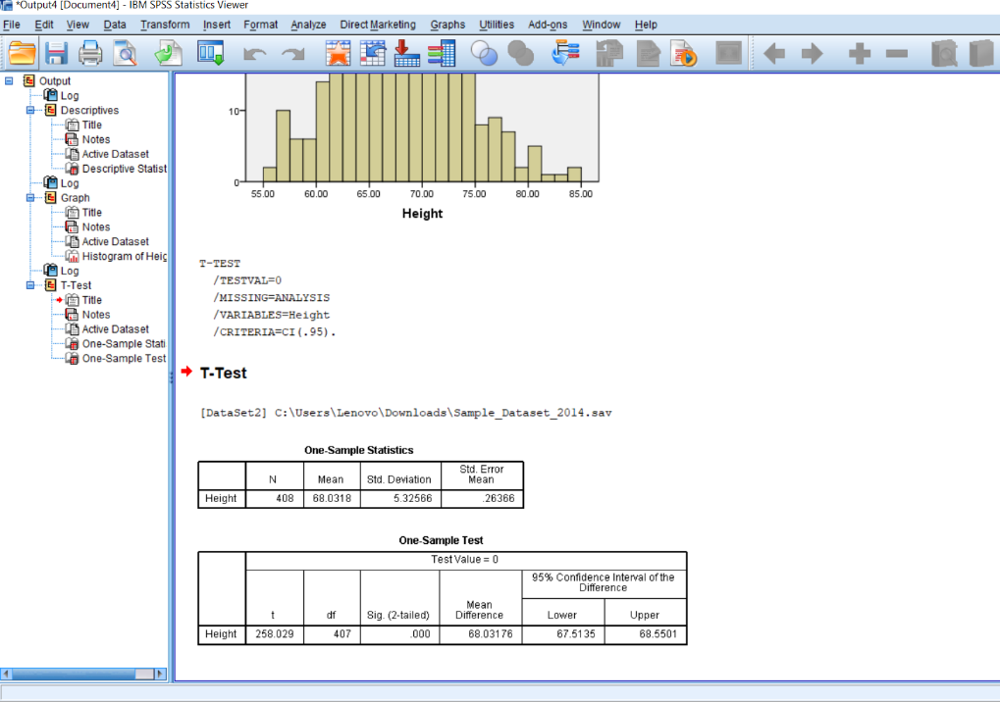 *Output4 [Document4] - IBM SPSS Statistics Viewer
File Edit View Data Transform Insert Format Analyze Direct Marketing Graphs Utilities Add-ons Window Help
Output
Log
Descriptives
Title
Notes
Active Dataset
Descriptive Statist
Log
Graph
Title
Notes
Active Dataset
Histogram of Heig
Log
T-Test
Title
Notes
Active Dataset
One-Sample Stati
One-Sample Test
10
0
55.00 60.00 65.00 70.00 75.00 80.00 85.00
Height
T-TEST
/TESTVAL=0
/MISSING=ANALYSIS
/VARIABLES=Height
/CRITERIA=CI(.95).
T-Test
[DataSet2] C:\Users\Lenovo\Downloads\Sample_Dataset_2014.sav
One-Sample Statistics
N Mean Std. Deviation Std. Error Mean
Height 408 68.0318 5.32566 .26366
One-Sample Test
Test Value = 0
95% Confidence Interval of the Difference
t df Sig. (2-tailed) Mean Difference Lower Upper
Height 258.029 407 .000 68.03176 67.5135 68.5501